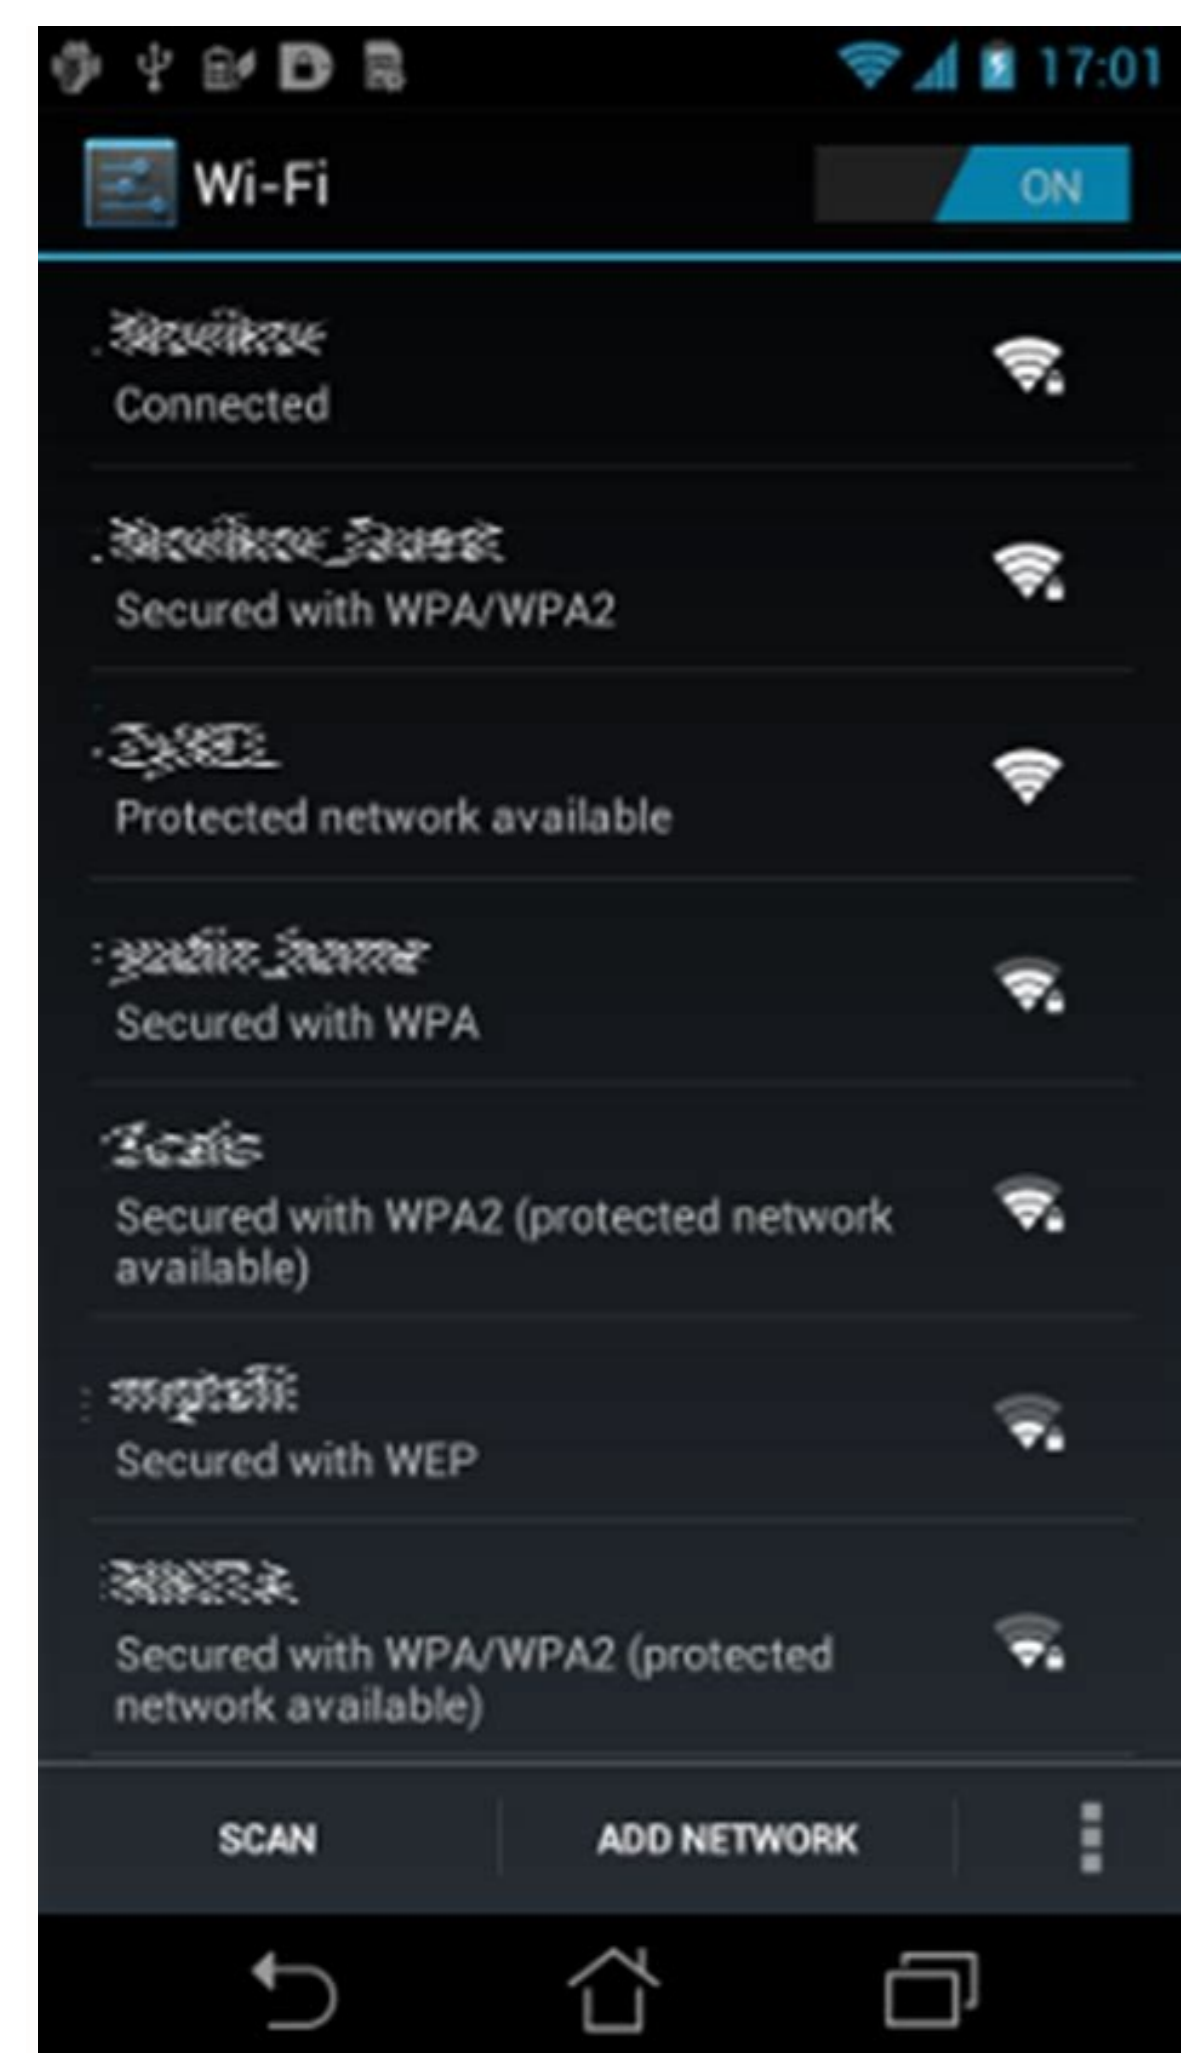 17:01
Wi-Fi
ON
Connected
Secured with WPA/WPA2
Protected network available
Secured with WPA
Secured with WPA2 (protected network
available)
Secured with WEP
Secured with WPA/WPA2 (protected
network available)
SCAN
ADD NETWORK